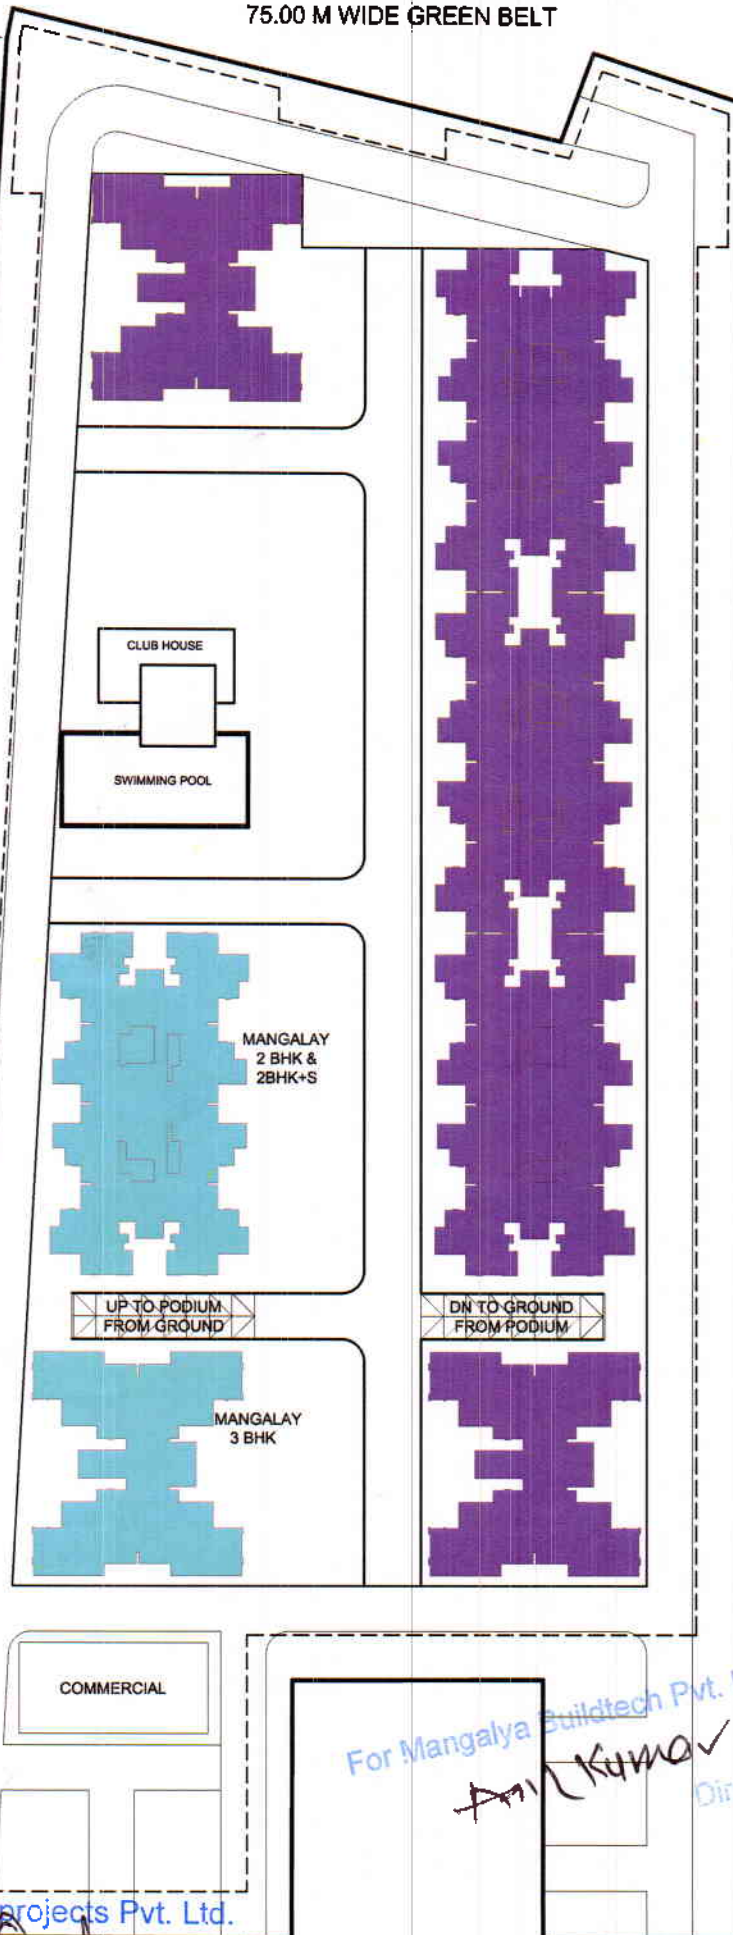 75.00 M WIDE GREEN BELT
CLUB HOUSE
SWIMMING POOL
MANGALAY
2 BHK &
2BHK+S
UP TO PODIUM
FROM GROUND
DN TO GROUND
FROM PODIUM
MANGALAY
3 BHK
COMMERCIAL
For Mangalya Buildtech Pvt.
Kumar
projects Pvt. Ltd.